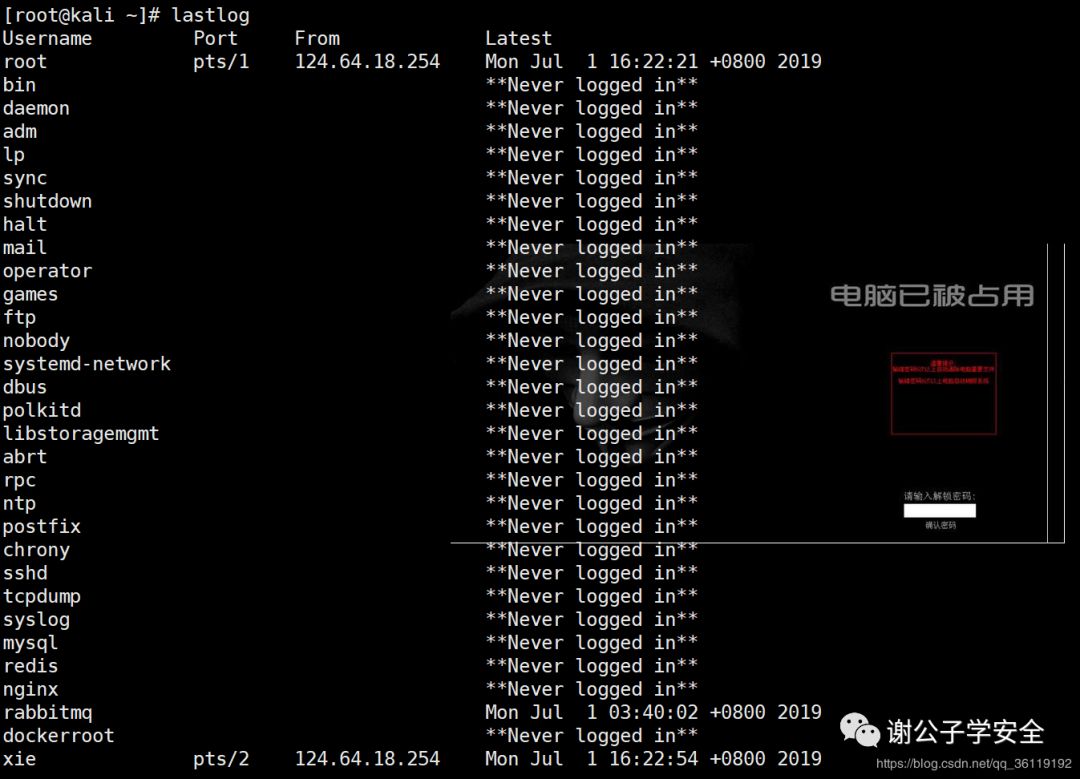 [root@kali ~]# lastlog
Username Port From Latest
root pts/1 124.64.18.254 Mon Jul 1 16:22:21 +0800 2019
bin **Never logged in**
daemon **Never logged in**
adm **Never logged in**
lp **Never logged in**
sync **Never logged in**
shutdown **Never logged in**
halt **Never logged in**
mail **Never logged in**
operator **Never logged in**
games **Never logged in**
ftp **Never logged in**
nobody **Never logged in**
systemd-network **Never logged in**
dbus **Never logged in**
polkitd **Never logged in**
libstoragemgmt **Never logged in**
abrt **Never logged in**
rpc **Never logged in**
ntp **Never logged in**
postfix **Never logged in**
chrony **Never logged in**
sshd **Never logged in**
tcpdump **Never logged in**
syslog **Never logged in**
mysql **Never logged in**
redis **Never logged in**
nginx **Never logged in**
rabbitmq Mon Jul 1 03:40:02 +0800 2019
dockerroot **Never logged in**
xie pts/2 124.64.18.254 Mon Jul 1 16:22:54 +0800 2019
电脑已被占用
请输入解锁密码:
确认密码
谢公子学安全
https://blog.csdn.net/qq_36119192